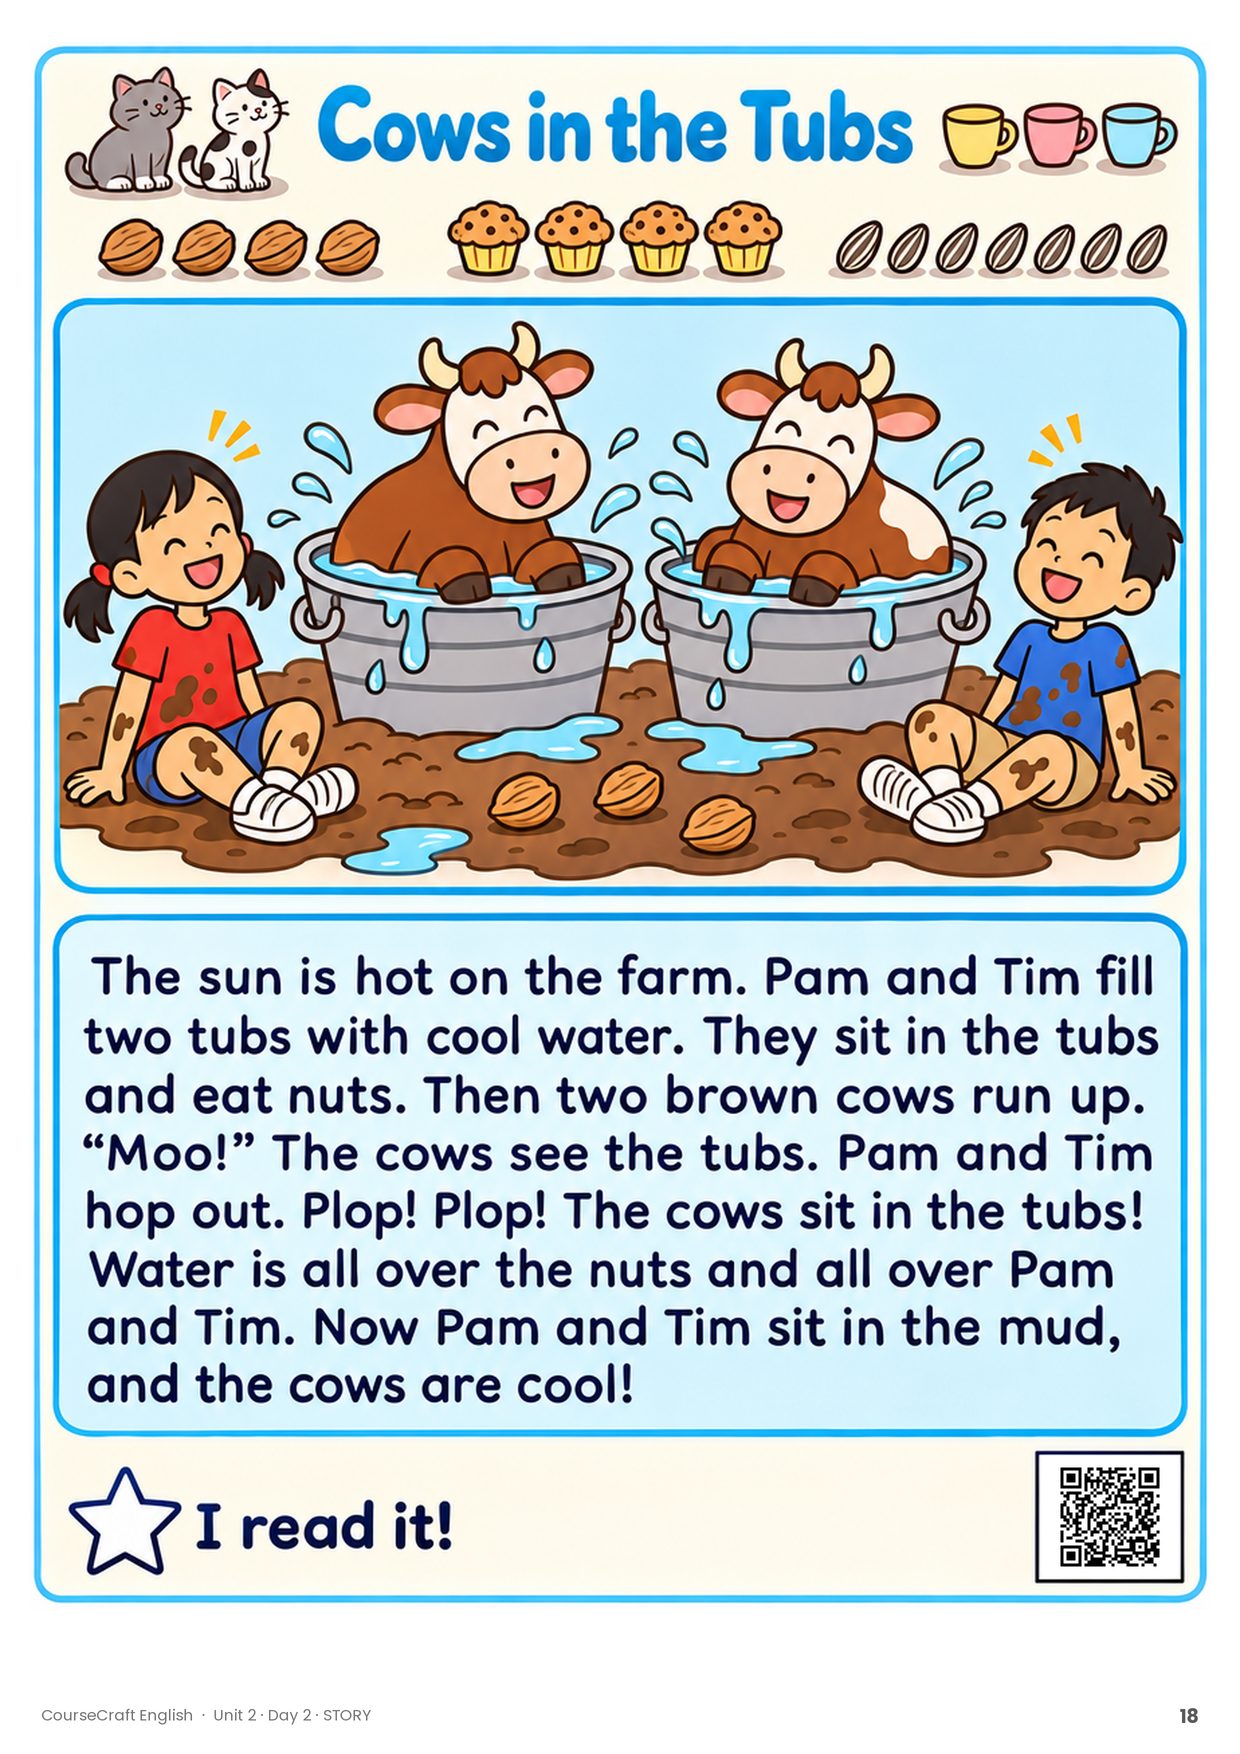 Cows in the Tubs
The sun is hot on the farm. Pam and Tim fill
two tubs with cool water. They sit in the tubs
and eat nuts. Then two brown cows run up.
“Moo!” The cows see the tubs. Pam and Tim
hop out. Plop! Plop! The cows sit in the tubs!
Water is all over the nuts and all over Pam
and Tim. Now Pam and Tim sit in the mud,
and the cows are cool!
I read it!
CourseCraft English · Unit 2 · Day 2 · STORY
18